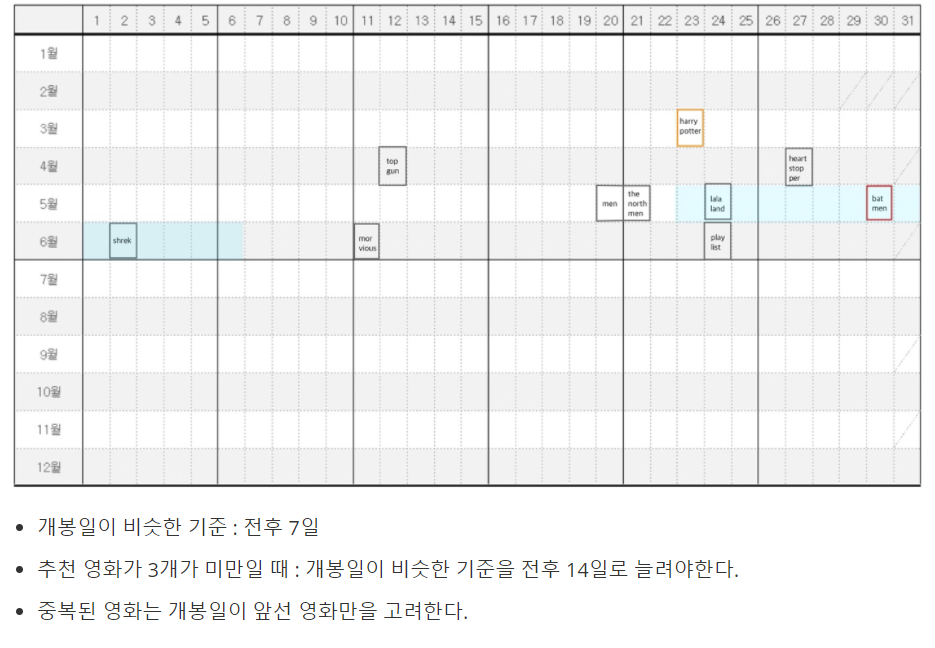 1 2 3 4 5 6 7 8 9 10 11 12 13 14 15 16 17 18 19 20 21 22 23 24 25 26 27 28 29 30 31
1월
2월
3월
harry
potter
4월
top
gun
heart
stop
per
5월
men
the
north
men
lala
land
bat
men
6월
shrek
mor
vious
play
list
7월
8월
9월
10월
11월
12월
• 개봉일이 비슷한 기준 : 전후 7일
• 추천 영화가 3개가 미만일 때 : 개봉일이 비슷한 기준을 전후 14일로 늘려야한다.
• 중복된 영화는 개봉일이 앞선 영화만을 고려한다.